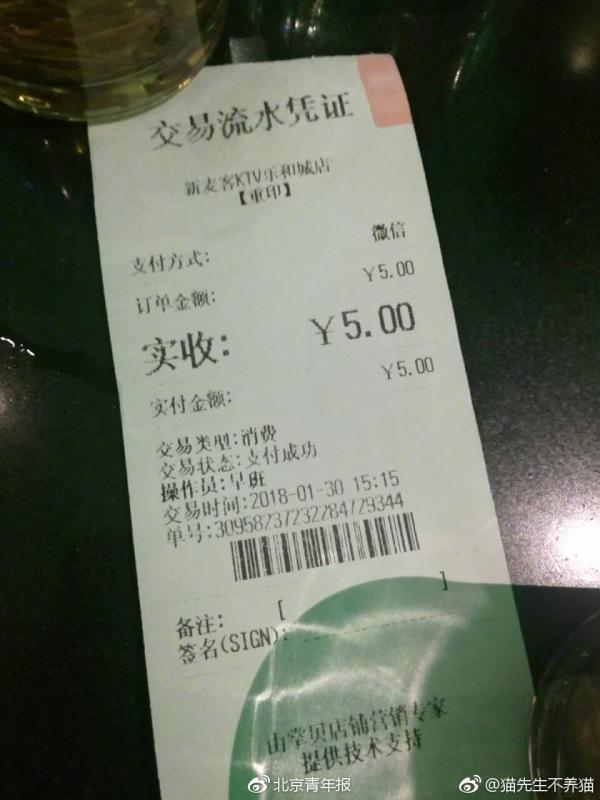 交易流水凭证
新麦客KTV乐和城店
【重印】
支付方式: 微信
订单金额: ￥5.00
实收: ￥5.00
实付金额: ￥5.00
交易类型:消费
交易状态:支付成功
操作员:早班
交易时间:2018-01-30 15:15
单号:30958237232284729344
备注: [ ]
签名(SIGN):
由掌贝店铺营销专家
提供技术支持
北京青年报
@猫先生不养猫